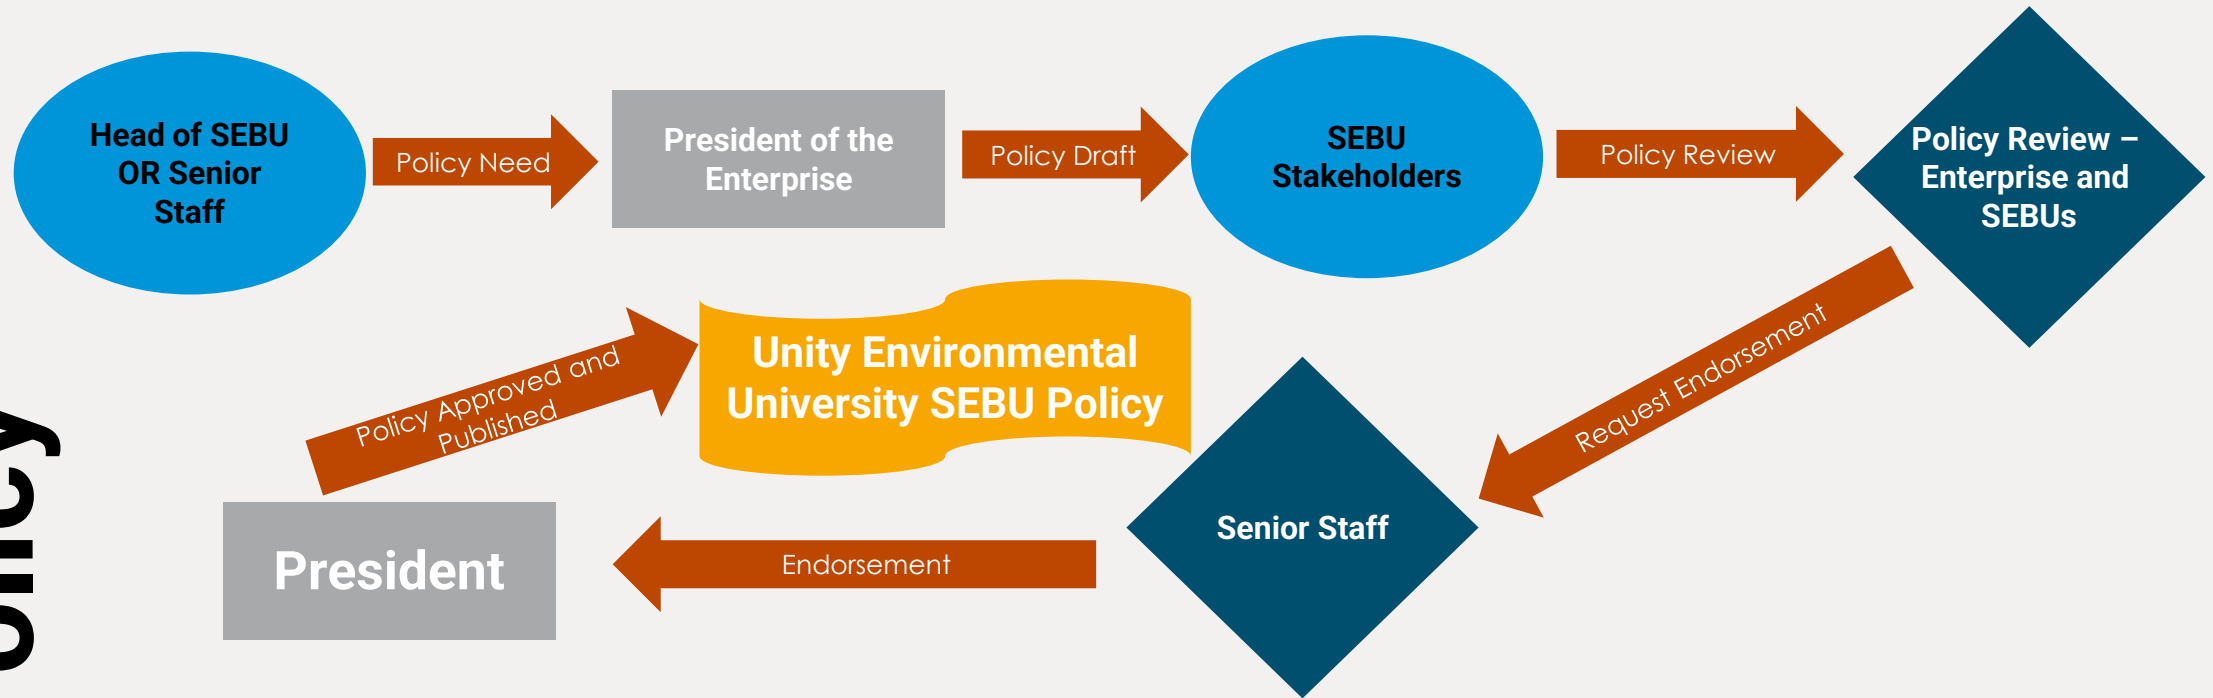 Head of SEBU
OR Senior
Staff
Policy Need
President of the
Enterprise
Policy Draft
SEBU
Stakeholders
Policy Review
Policy Review –
Enterprise and
SEBUs
Request Endorsement
Senior Staff
Endorsement
President
Policy Approved and
Published
Unity Environmental
University SEBU Policy